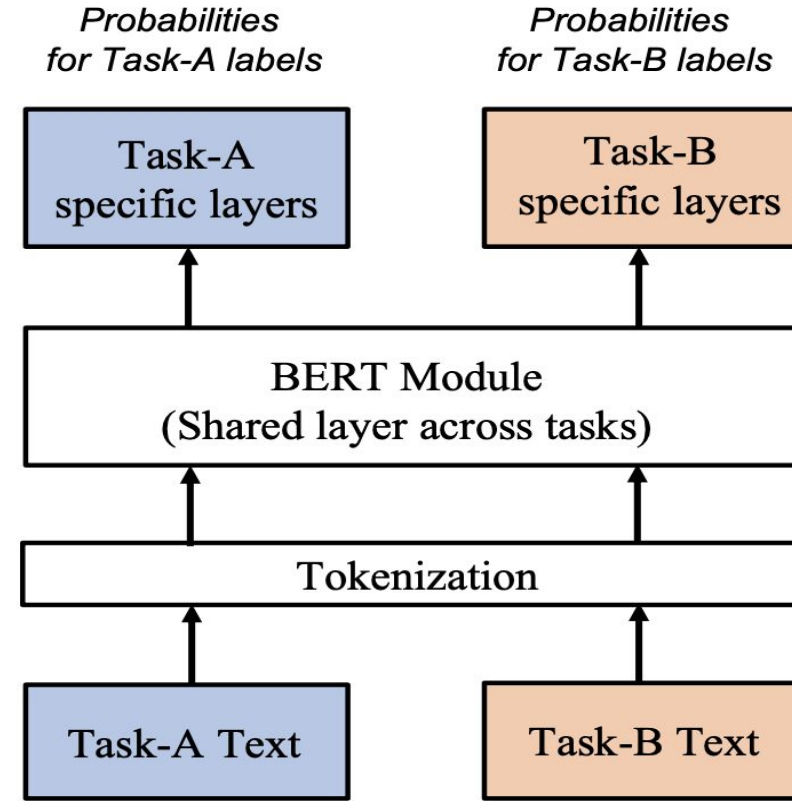 Probabilities
for Task-A labels
Probabilities
for Task-B labels
Task-A
specific layers
Task-B
specific layers
BERT Module
(Shared layer across tasks)
Tokenization
Task-A Text
Task-B Text